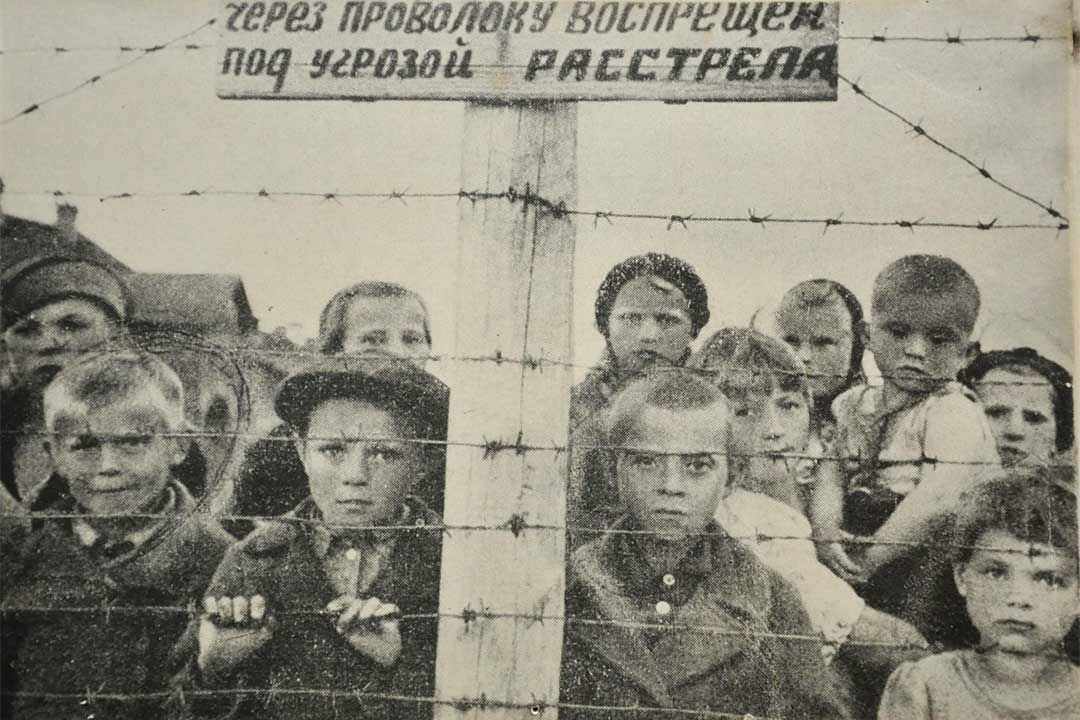 через проволоку воспрещен
под угрозой расстрела